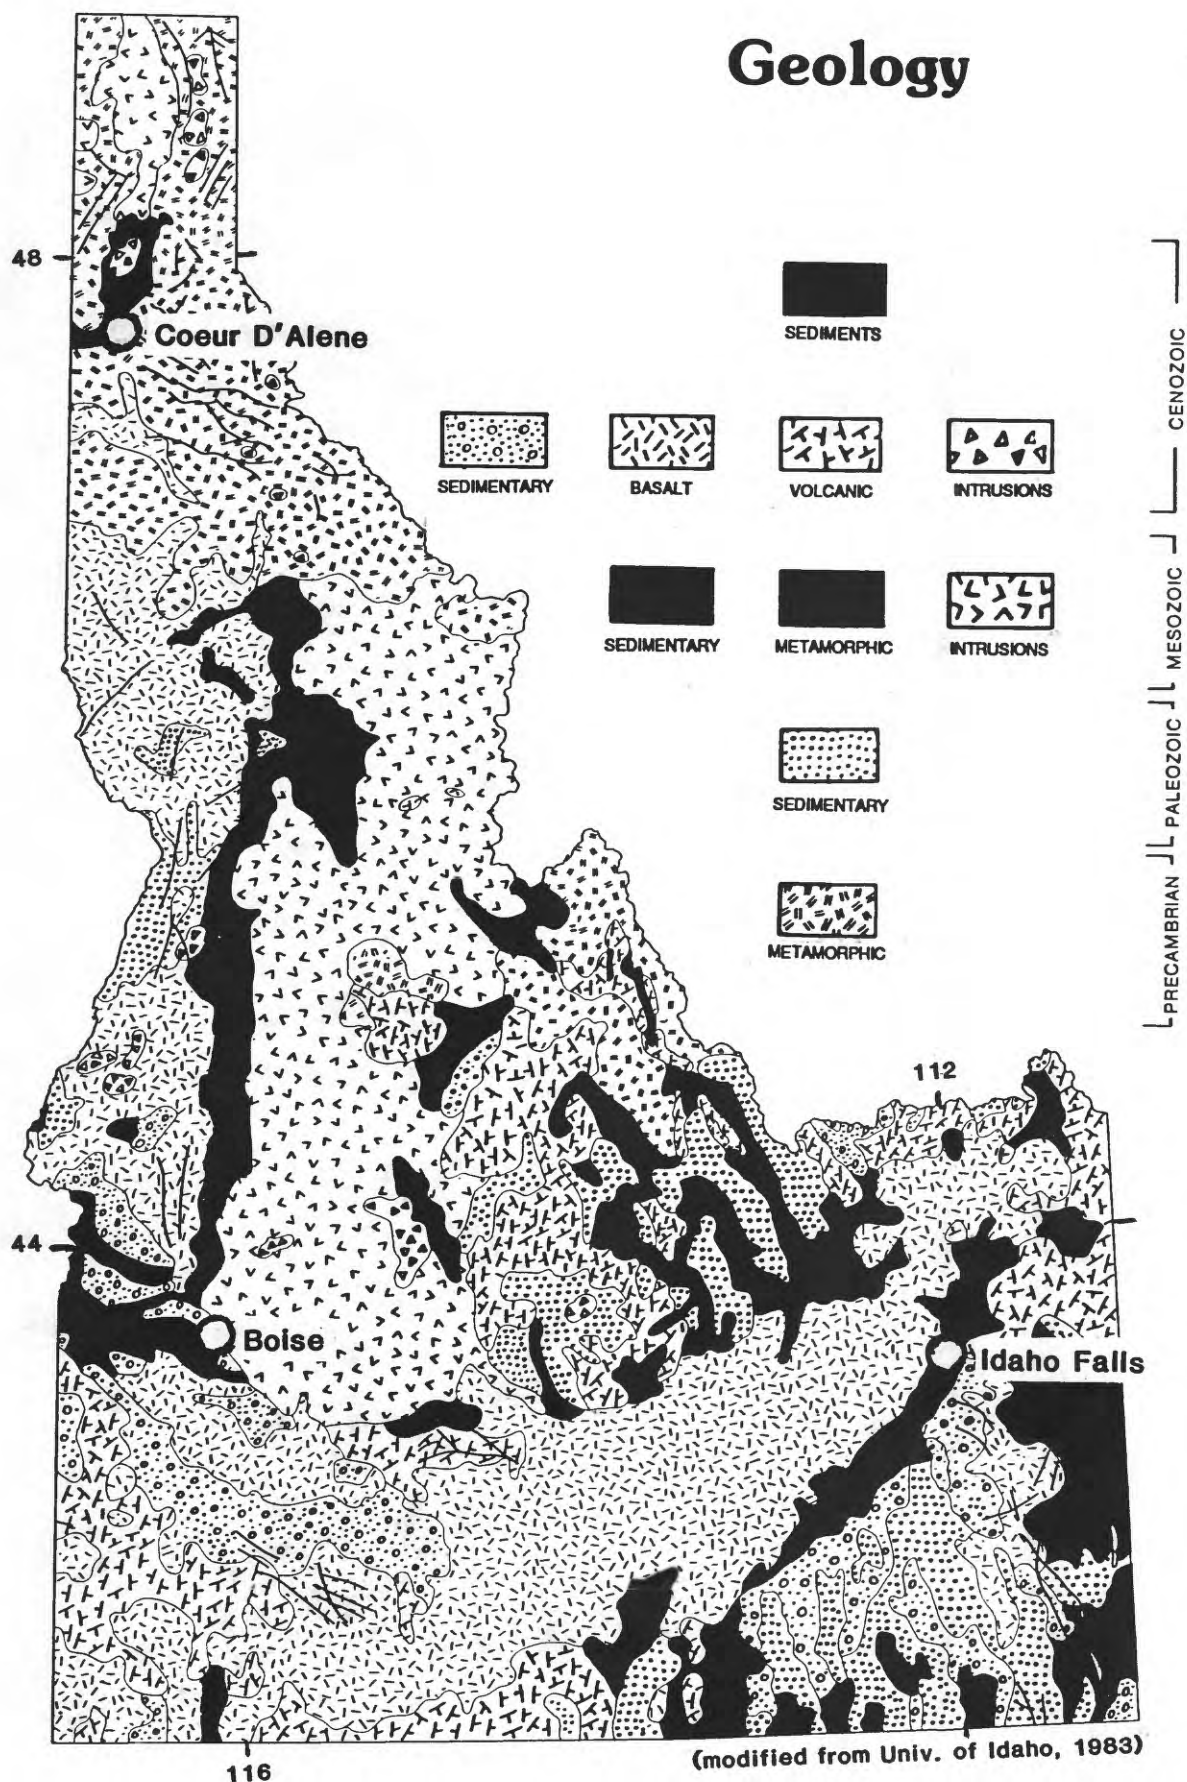 Geology
48
Coeur D'Alene
SEDIMENTS
CENOZOIC
SEDIMENTARY
BASALT
VOLCANIC
INTRUSIONS
MESOZOIC
SEDIMENTARY
METAMORPHIC
INTRUSIONS
PALEOZOIC
SEDIMENTARY
PRECAMBRIAN
METAMORPHIC
112
44
Boise
Idaho Falls
(modified from Univ. of Idaho, 1983)
116